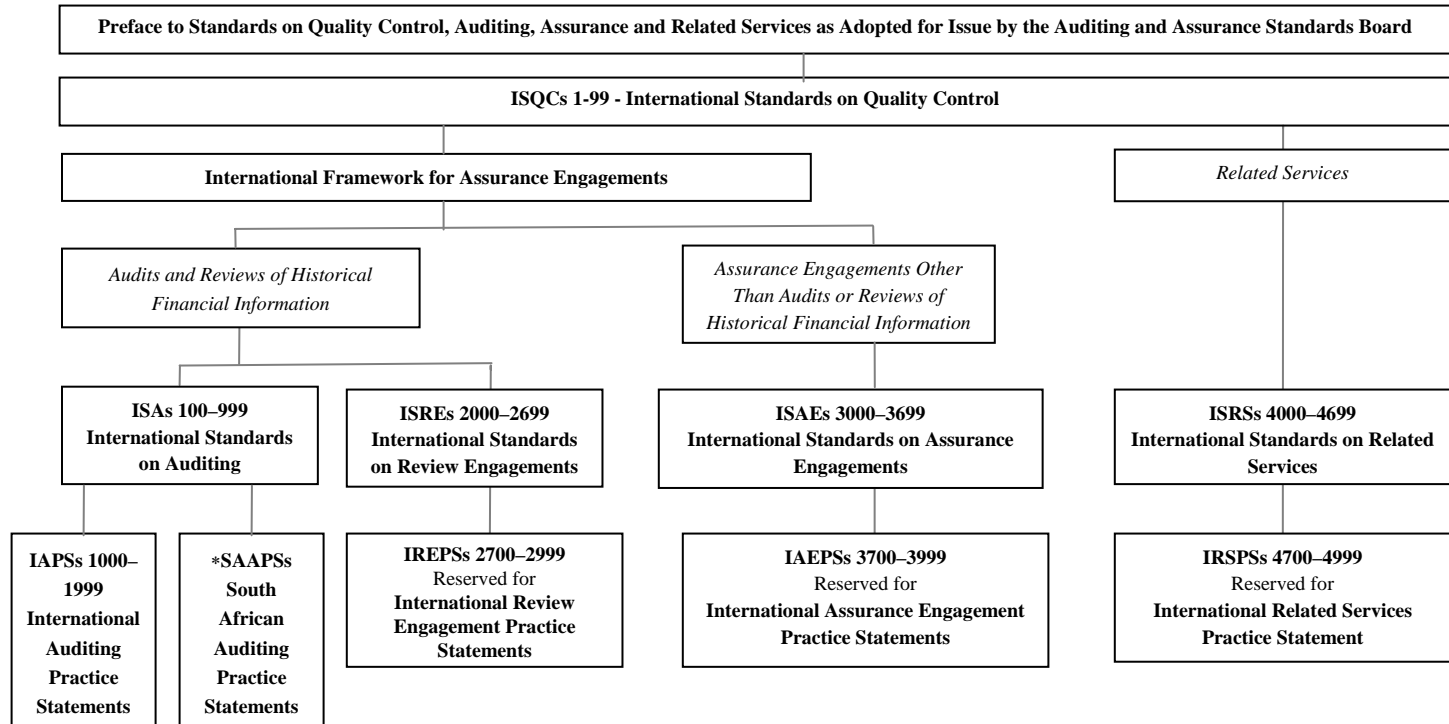 Preface to Standards on Quality Control, Auditing, Assurance and Related Services as Adopted for Issue by the Auditing and Assurance Standards Board
ISQCs 1-99 - International Standards on Quality Control
International Framework for Assurance Engagements
Related Services
Audits and Reviews of Historical
Financial Information
Assurance Engagements Other
Than Audits or Reviews of
Historical Financial Information
ISAs 100–999
International Standards
on Auditing
ISREs 2000–2699
International Standards
on Review Engagements
ISAEs 3000–3699
International Standards on Assurance
Engagements
ISRSs 4000–4699
International Standards on Related
Services
IAPSs 1000–
1999
International
Auditing
Practice
Statements
*SAAPSs
South
African
Auditing
Practice
Statements
IREPSs 2700–2999
Reserved for
International Review
Engagement Practice
Statements
IAEPSs 3700–3999
Reserved for
International Assurance Engagement
Practice Statements
IRSPSs 4700–4999
Reserved for
International Related Services
Practice Statement